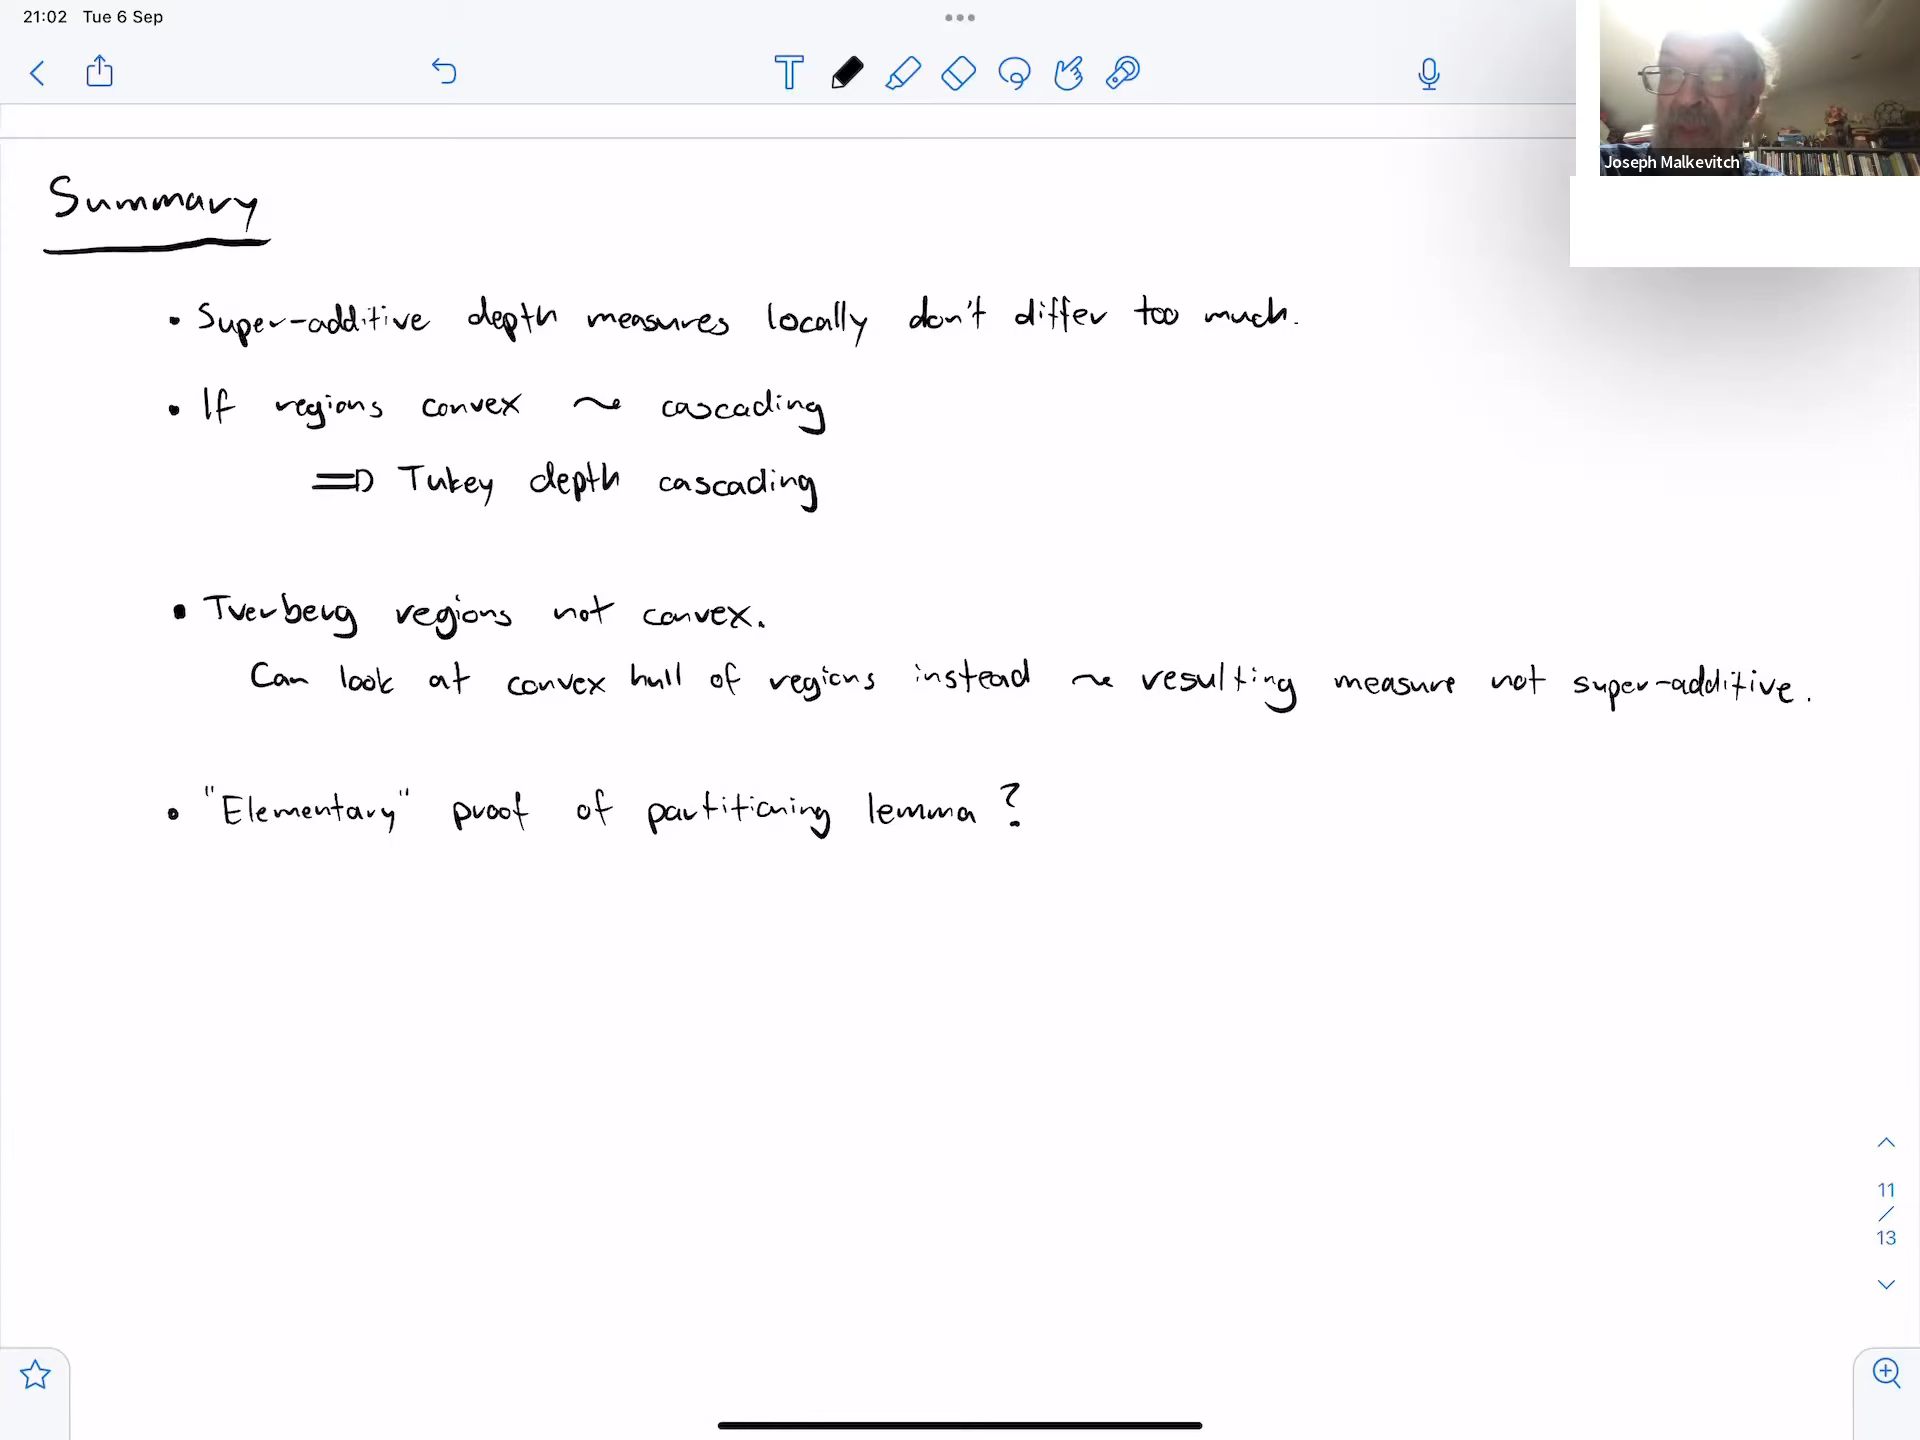 21:02 Tue 6 Sep
T
Joseph Malkevitch
Summary
• Super-additive depth measures locally don't differ too much.
• If regions convex ~ cascading
⇒ Tukey depth cascading
• Tverberg regions not convex.
Can look at convex hull of regions instead ~ resulting measure not super-additive.
• "Elementary" proof of partitioning lemma ?
11
/
13